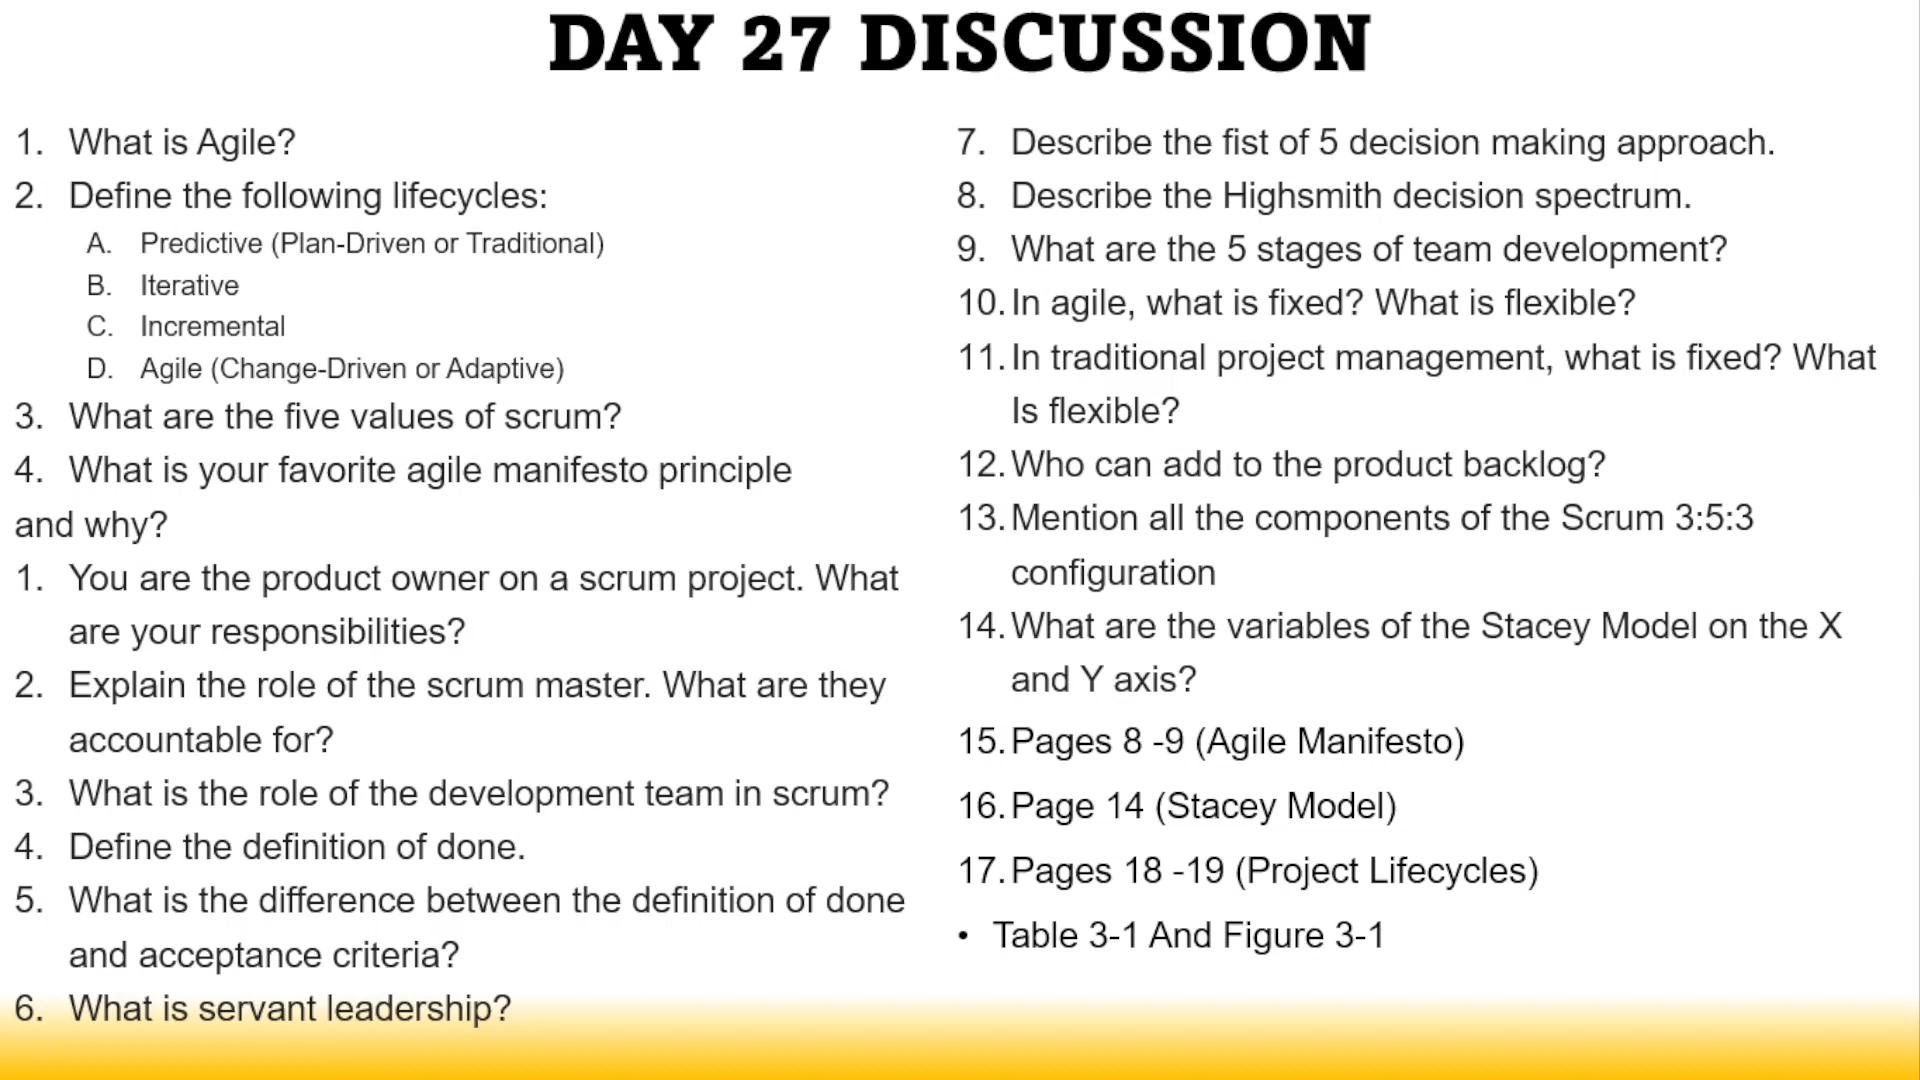 DAY 27 DISCUSSION
1. What is Agile?
2. Define the following lifecycles:
A. Predictive (Plan-Driven or Traditional)
B. Iterative
C. Incremental
D. Agile (Change-Driven or Adaptive)
3. What are the five values of scrum?
4. What is your favorite agile manifesto principle
and why?
1. You are the product owner on a scrum project. What
are your responsibilities?
2. Explain the role of the scrum master. What are they
accountable for?
3. What is the role of the development team in scrum?
4. Define the definition of done.
5. What is the difference between the definition of done
and acceptance criteria?
6. What is servant leadership?
7. Describe the fist of 5 decision making approach.
8. Describe the Highsmith decision spectrum.
9. What are the 5 stages of team development?
10. In agile, what is fixed? What is flexible?
11. In traditional project management, what is fixed? What
Is flexible?
12. Who can add to the product backlog?
13. Mention all the components of the Scrum 3:5:3
configuration
14. What are the variables of the Stacey Model on the X
and Y axis?
15. Pages 8 -9 (Agile Manifesto)
16. Page 14 (Stacey Model)
17. Pages 18 -19 (Project Lifecycles)
• Table 3-1 And Figure 3-1